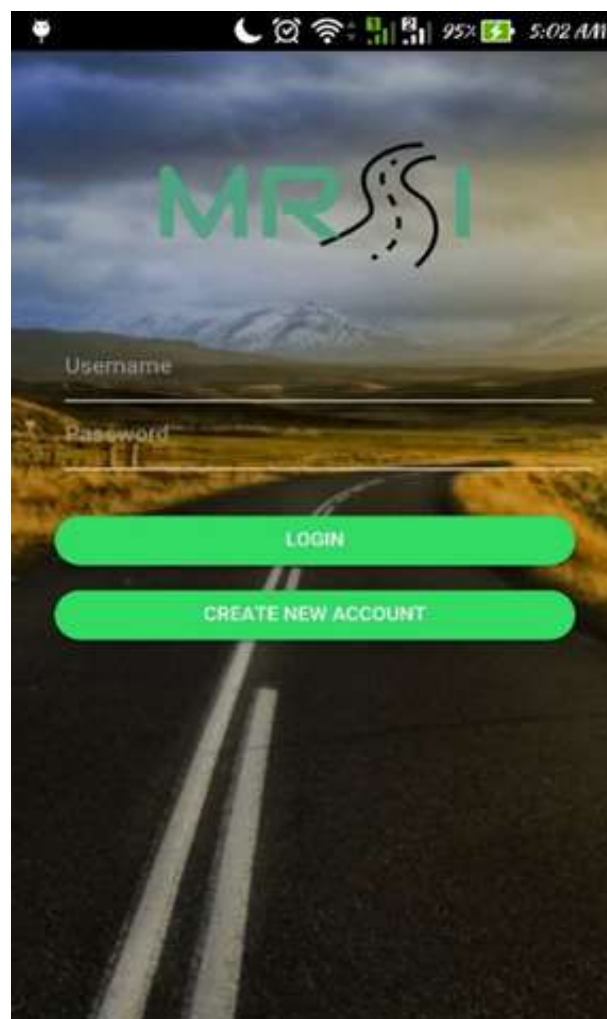 95% 5:02 AM
MRSI
Username
Password
LOGIN
CREATE NEW ACCOUNT